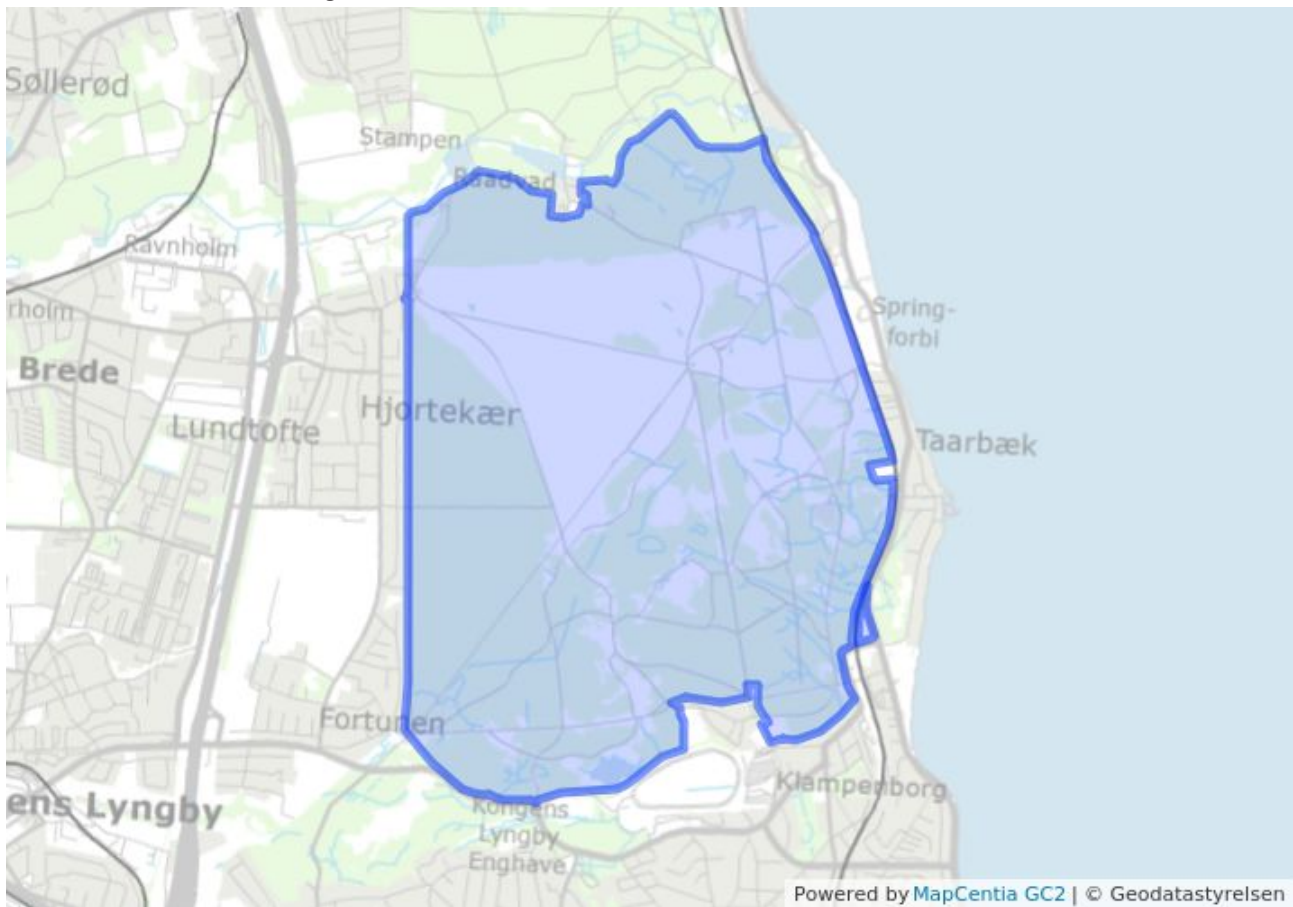 Søllerød
Stampen
Raadvad
Ravnholm
rholm
Spring-
forbi
Brede
Hjortekær
Lundtofte
Taarbæk
Fortunen
Klampenborg
ens Lyngby
Kongens
Lyngby
Enghave
Powered by MapCentia GC2 | © Geodatastyrelsen